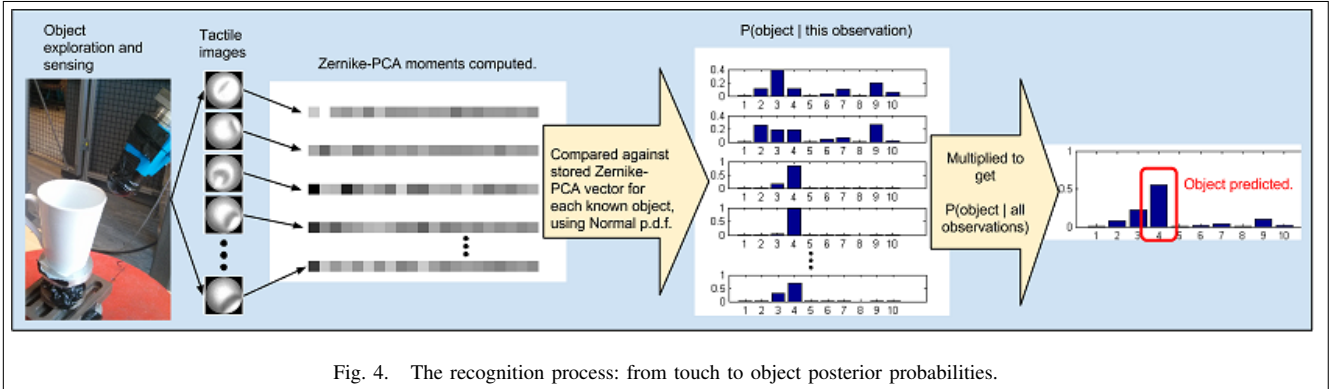 Object
exploration and
sensing
Tactile
images
Zernike-PCA moments computed.
Compared against
stored Zernike-
PCA vector for
each known object,
using Normal p.d.f.
P(object | this observation)
0.4
0.2
0
1 2 3 4 5 6 7 8 9 10
0.4
0.2
0
1 2 3 4 5 6 7 8 9 10
1
0.5
0
1 2 3 4 5 6 7 8 9 10
1
0.5
0
1 2 3 4 5 6 7 8 9 10
1
0.5
0
1 2 3 4 5 6 7 8 9 10
Multiplied to
get
P(object | all
observations)
1
0.5
0
1 2 3 4 5 6 7 8 9 10
Object predicted.
Fig. 4. The recognition process: from touch to object posterior probabilities.